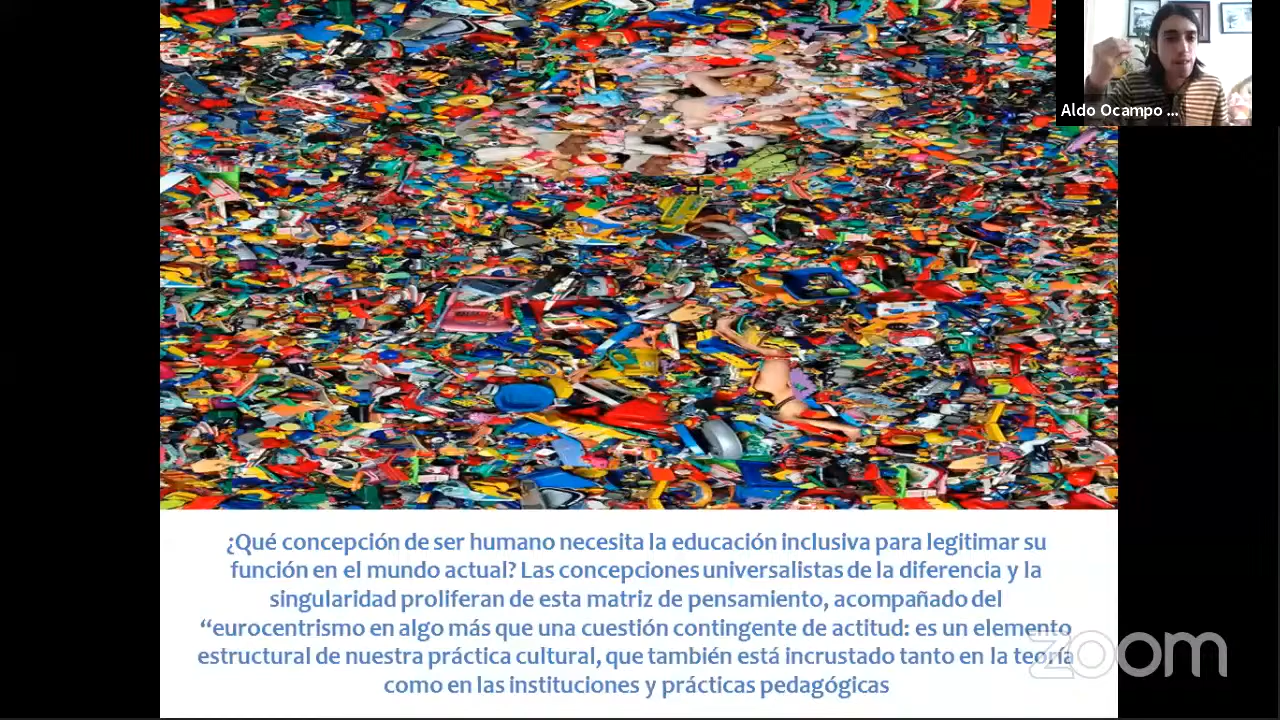 Aldo Ocampo ...
¿Qué concepción de ser humano necesita la educación inclusiva para legitimar su
función en el mundo actual? Las concepciones universalistas de la diferencia y la
singularidad proliferan de esta matriz de pensamiento, acompañado del
“eurocentrismo en algo más que una cuestión contingente de actitud: es un elemento
estructural de nuestra práctica cultural, que también está incrustado tanto en la teoría
como en las instituciones y prácticas pedagógicas
zoom